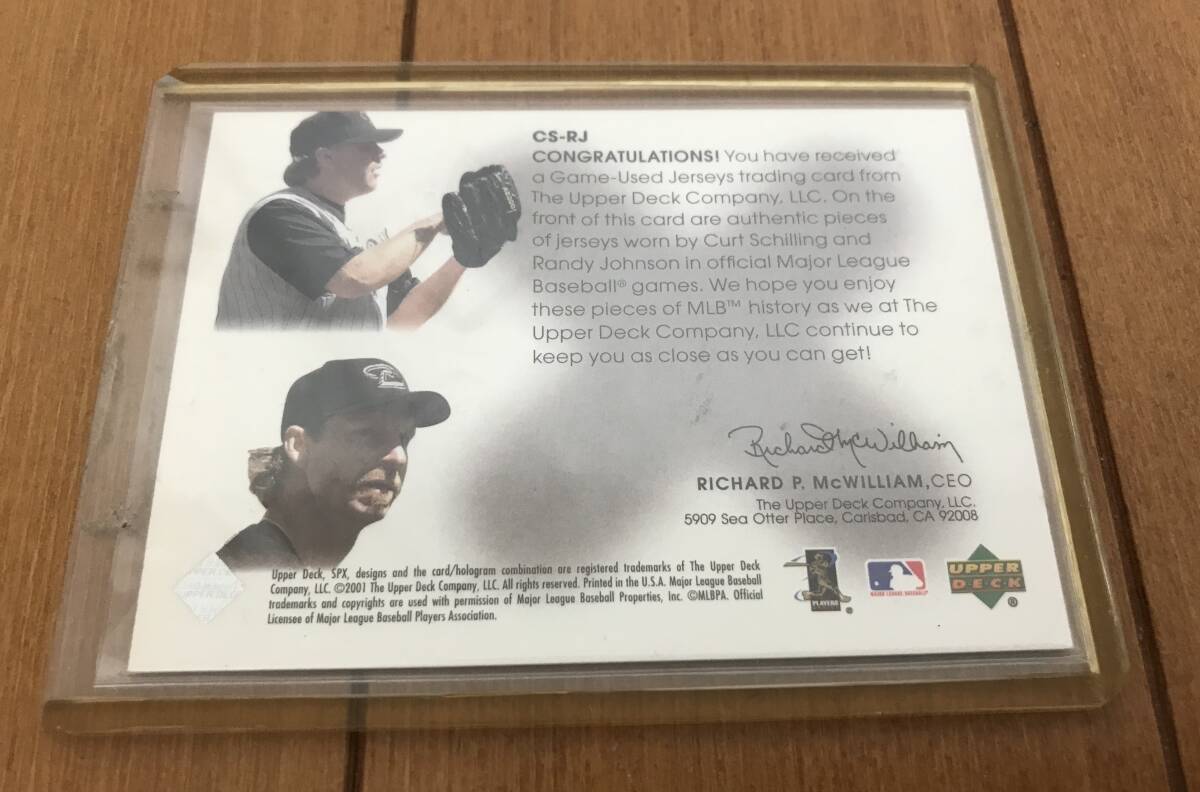 CS-RJ
CONGRATULATIONS! You have received
a Game-Used Jerseys trading card from
The Upper Deck Company, LLC. On the
front of this card are authentic pieces
of jerseys worn by Curt Schilling and
Randy Johnson in official Major League
Baseball® games. We hope you enjoy
these pieces of MLB™ history as we at The
Upper Deck Company, LLC continue to
keep you as close as you can get!
Richard McWilliam
RICHARD P. McWILLIAM, CEO
The Upper Deck Company, LLC.
5909 Sea Otter Place, Carlsbad, CA 92008
Upper Deck, SPX, designs and the card/hologram combination are registered trademarks of The Upper Deck
Company, LLC. ©2001 The Upper Deck Company, LLC. All rights reserved. Printed in the U.S.A. Major League Baseball
trademarks and copyrights are used with permission of Major League Baseball Properties, Inc. ©MLBPA. Official
Licensee of Major League Baseball Players Association.
PLAYERS
MAJOR LEAGUE BASEBALL
UPPER
DECK
®